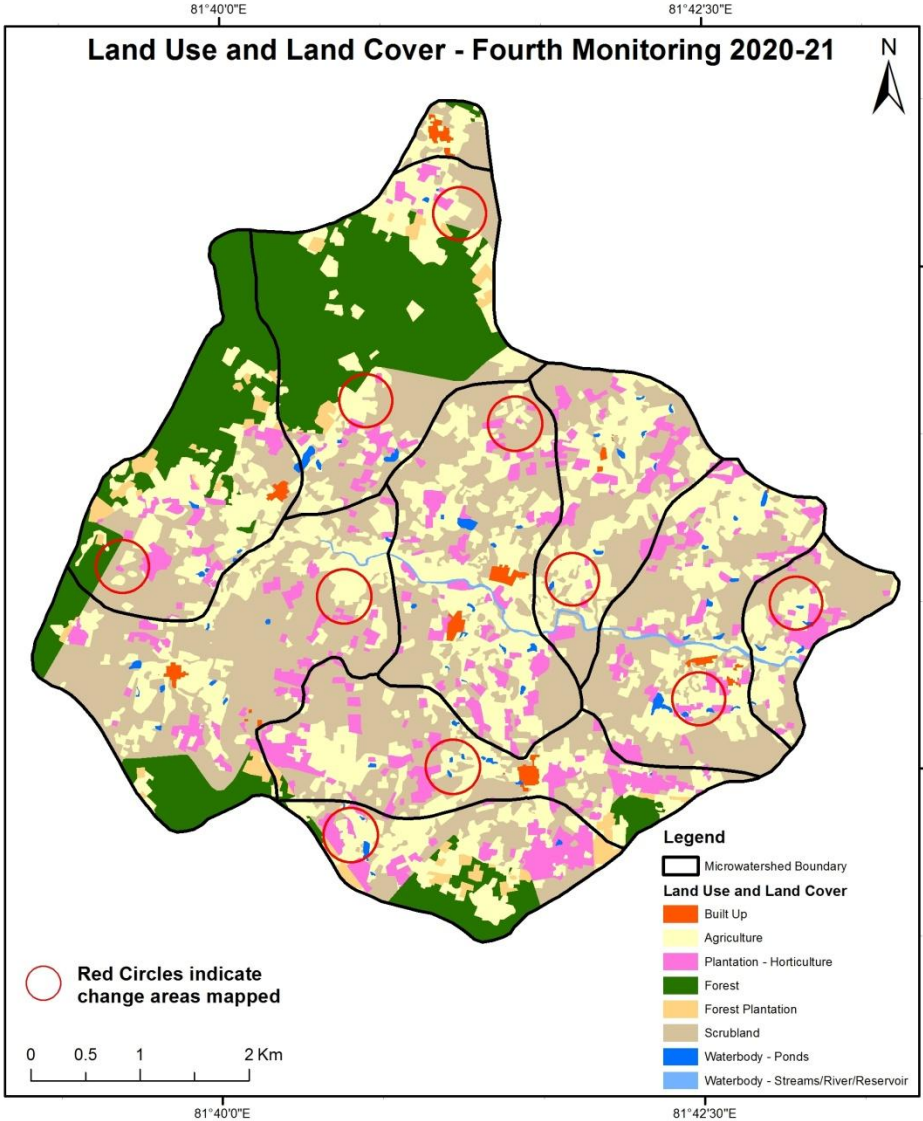 81°40'0"E
81°42'30"E
Land Use and Land Cover - Fourth Monitoring 2020-21
N
Legend
Microwatershed Boundary
Land Use and Land Cover
Built Up
Agriculture
Plantation - Horticulture
Forest
Forest Plantation
Scrubland
Waterbody - Ponds
Waterbody - Streams/River/Reservoir
Red Circles indicate
change areas mapped
0 0.5 1 2 Km
81°40'0"E
81°42'30"E